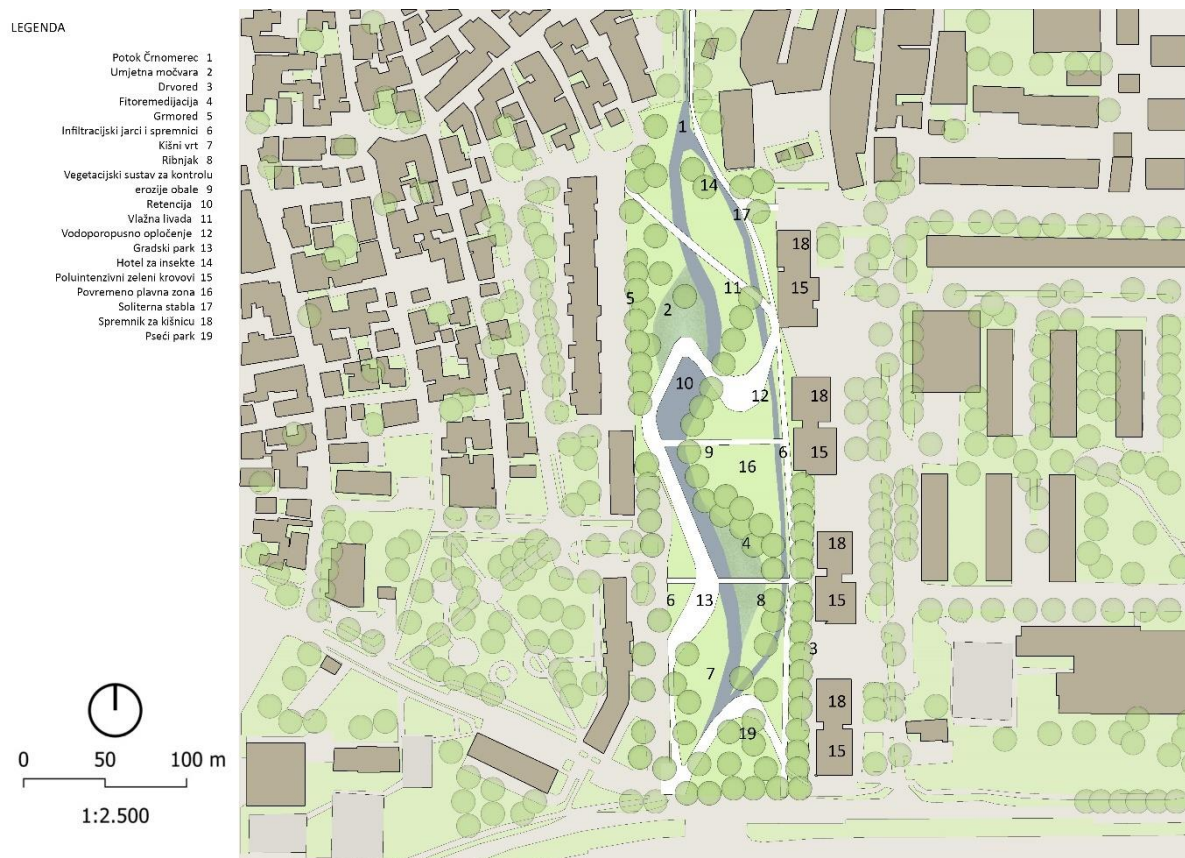 LEGENDA
Potok Črnomerec 1
Umjetna močvara 2
Drvored 3
Fitoremedijacija 4
Grmored 5
Infiltracijski jarci i spremnici 6
Kišni vrt 7
Ribnjak 8
Vegetacijski sustav za kontrolu
erozije obale 9
Retencija 10
Vlažna livada 11
Vodoporopusno opločenje 12
Gradski park 13
Hotel za insekte 14
Poluintenzivni zeleni krovovi 15
Povremeno plavna zona 16
Soliterna stabla 17
Spremnik za kišnicu 18
Pseći park 19
0 50 100 m
1:2.500
1
14
17
18
11
15
5
2
10
12
18
9
6
15
16
4
18
6
13
8
15
3
7
18
19
15